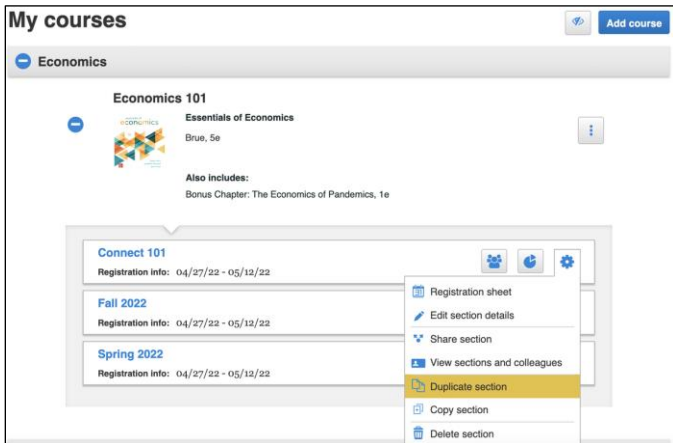 My courses
Add course
Economics
Economics 101
economics
Essentials of Economics
Brue, 5e
Also includes:
Bonus Chapter: The Economics of Pandemics, 1e
Connect 101
Registration info: 04/27/22 - 05/12/22
Fall 2022
Registration info: 04/27/22 - 05/12/22
Spring 2022
Registration info: 04/27/22 - 05/12/22
Registration sheet
Edit section details
Share section
View sections and colleagues
Duplicate section
Copy section
Delete section